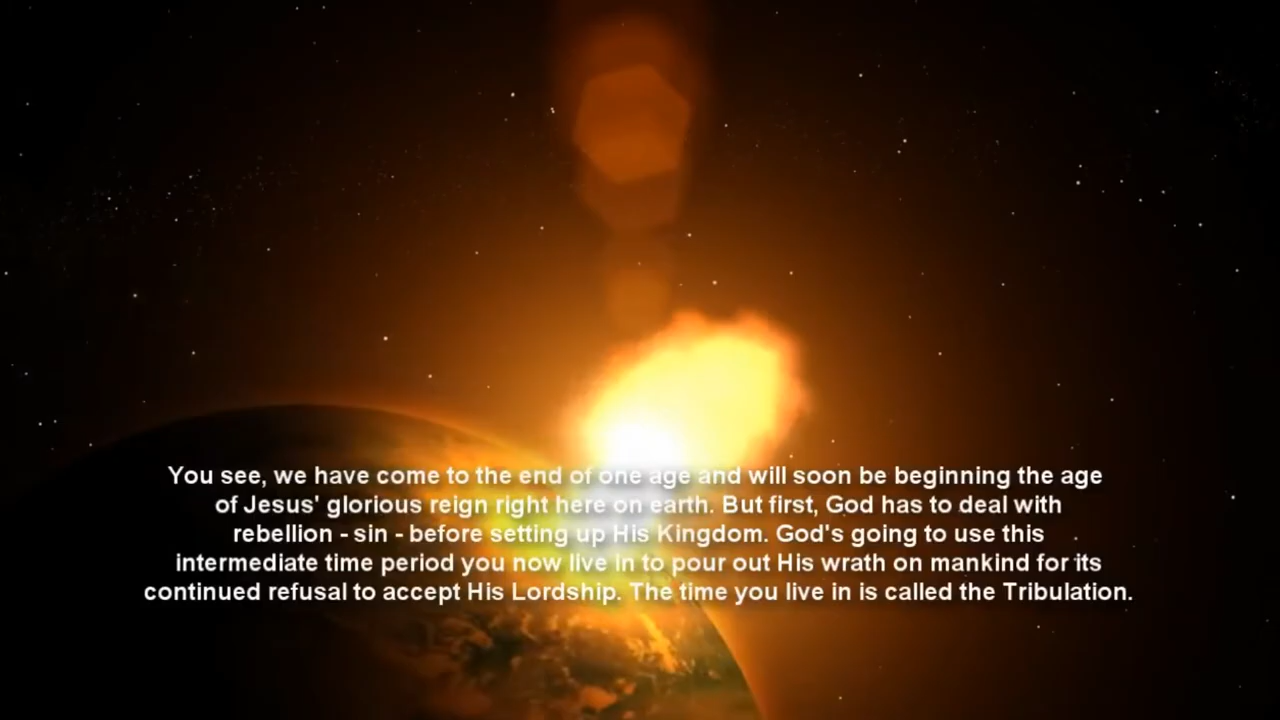 You see, we have come to the end of one age and will soon be beginning the age
of Jesus' glorious reign right here on earth. But first, God has to deal with
rebellion - sin - before setting up His Kingdom. God's going to use this
intermediate time period you now live in to pour out His wrath on mankind for its
continued refusal to accept His Lordship. The time you live in is called the Tribulation.